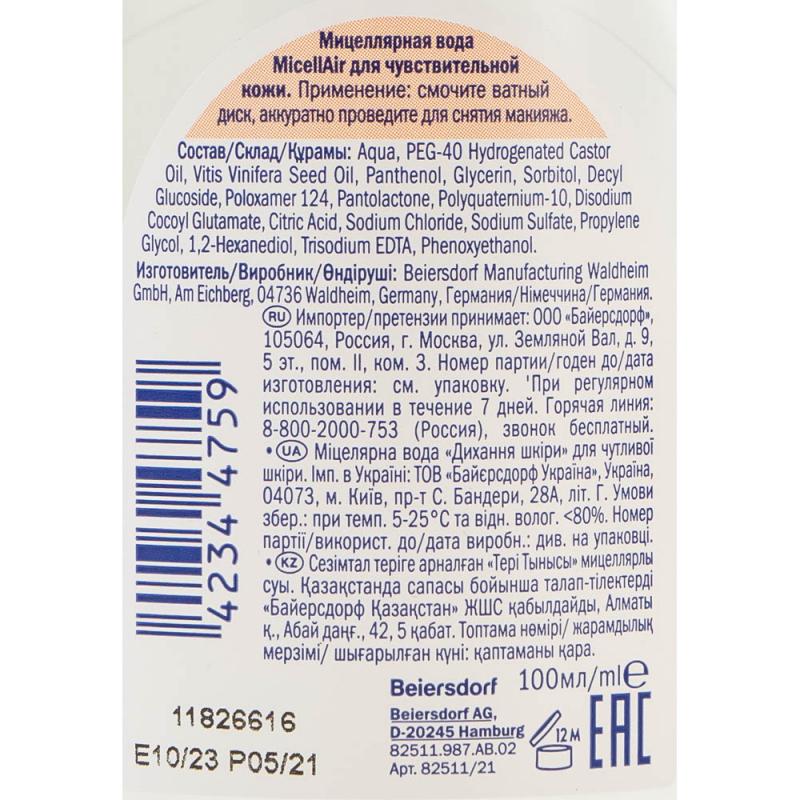 Мицеллярная вода
MicellAir для чувствительной
кожи. Применение: смочите ватный
диск, аккуратно проведите для снятия макияжа.
Состав/Склад/Құрамы: Aqua, PEG-40 Hydrogenated Castor
Oil, Vitis Vinifera Seed Oil, Panthenol, Glycerin, Sorbitol, Decyl
Glucoside, Poloxamer 124, Pantolactone, Polyquaternium-10, Disodium
Cocoyl Glutamate, Citric Acid, Sodium Chloride, Sodium Sulfate, Propylene
Glycol, 1,2-Hexanediol, Trisodium EDTA, Phenoxyethanol.
Изготовитель/Виробник/Өндіруші: Beiersdorf Manufacturing Waldheim
GmbH, Am Eichberg, 04736 Waldheim, Germany, Германия/Німеччина/Германия.
RU Импортер/претензии принимает: ООО «Байерсдорф»,
105064, Россия, г. Москва, ул. Земляной Вал, д. 9,
5 эт., пом. II, ком. 3. Номер партии/годен до/дата
изготовления: см. упаковку. ¹При регулярном
использовании в течение 7 дней. Горячая линия:
8-800-2000-753 (Россия), звонок бесплатный.
• UA Міцелярна вода «Дихання шкіри» для чутливої
шкіри. Імп. в Україні: ТОВ «Байєрсдорф Україна», Україна,
04073, м. Київ, пр-т С. Бандери, 28А, літ. Г. Умови
збер.: при темп. 5-25°С та відн. волог. <80%. Номер
партії/використ. до/дата виробн.: див. на упаковці.
• KZ Сезімтал теріге арналған «Тері Тынысы» мицеллярлы
суы. Қазақстанда сапасы бойынша талап-тілектерді
«Байерсдорф Қазақстан» ЖШС қабылдайды, Алматы
қ., Абай даңғ., 42, 5 қабат. Топтама нөмірі/ жарамдылық
мерзімі/ шығарылған күні: қаптаманы қара.
4234 4759
Beiersdorf 100мл/ml e
Beiersdorf AG,
D-20245 Hamburg
82511.987.AB.02
Арт. 82511/21
12 M
EAC
11826616
E10/23 P05/21